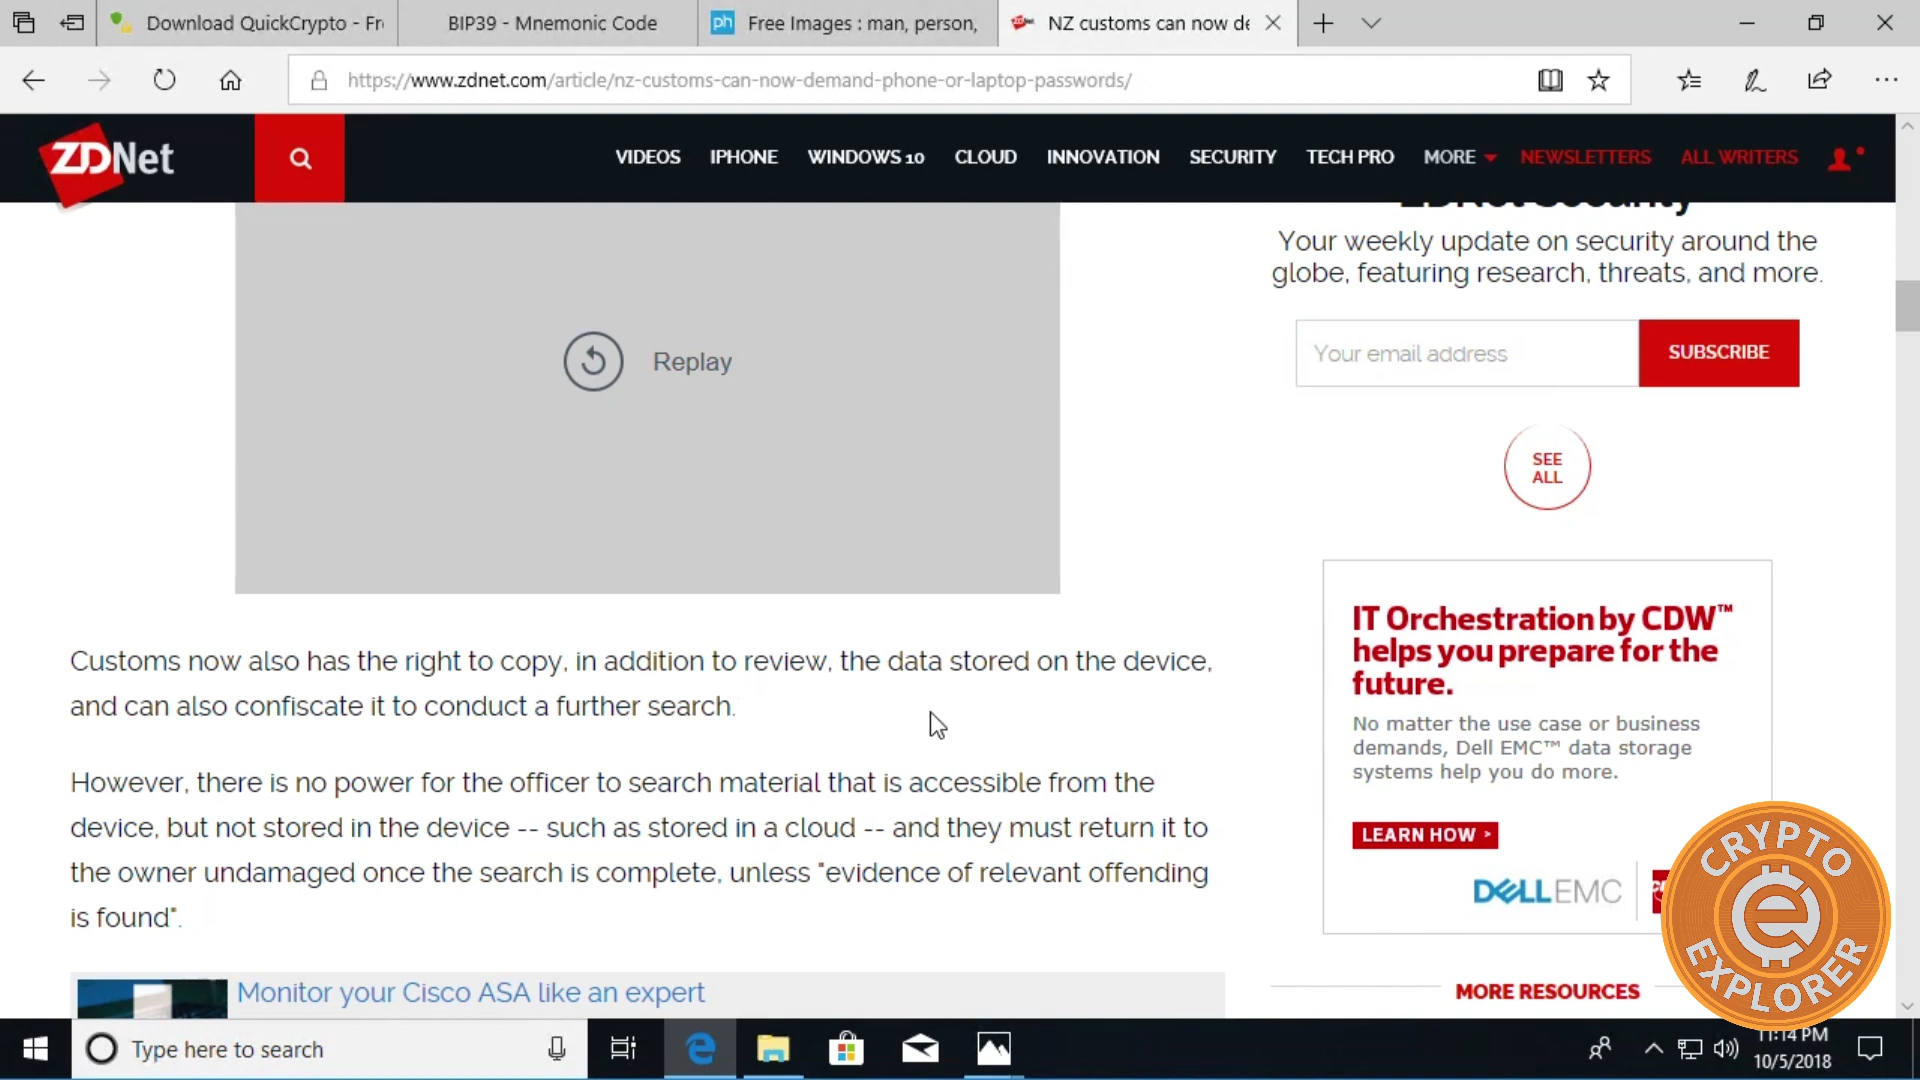 Download QuickCrypto - Fr
BIP39 - Mnemonic Code
ph
Free Images : man, person,
NZ customs can now de
https://www.zdnet.com/article/nz-customs-can-now-demand-phone-or-laptop-passwords/
ZDNet
VIDEOS
IPHONE
WINDOWS 10
CLOUD
INNOVATION
SECURITY
TECH PRO
MORE
NEWSLETTERS
ALL WRITERS
ZDNet Security
Your weekly update on security around the
globe, featuring research, threats, and more.
Your email address
SUBSCRIBE
SEE
ALL
Replay
Customs now also has the right to copy, in addition to review, the data stored on the device,
and can also confiscate it to conduct a further search.
However, there is no power for the officer to search material that is accessible from the
device, but not stored in the device -- such as stored in a cloud -- and they must return it to
the owner undamaged once the search is complete, unless "evidence of relevant offending
is found".
Monitor your Cisco ASA like an expert
IT Orchestration by CDW™
helps you prepare for the
future.
No matter the use case or business
demands, Dell EMC™ data storage
systems help you do more.
LEARN HOW >
DELLEMC
MORE RESOURCES
CRYPTO
EXPLORER
Type here to search
11:14 PM
10/5/2018